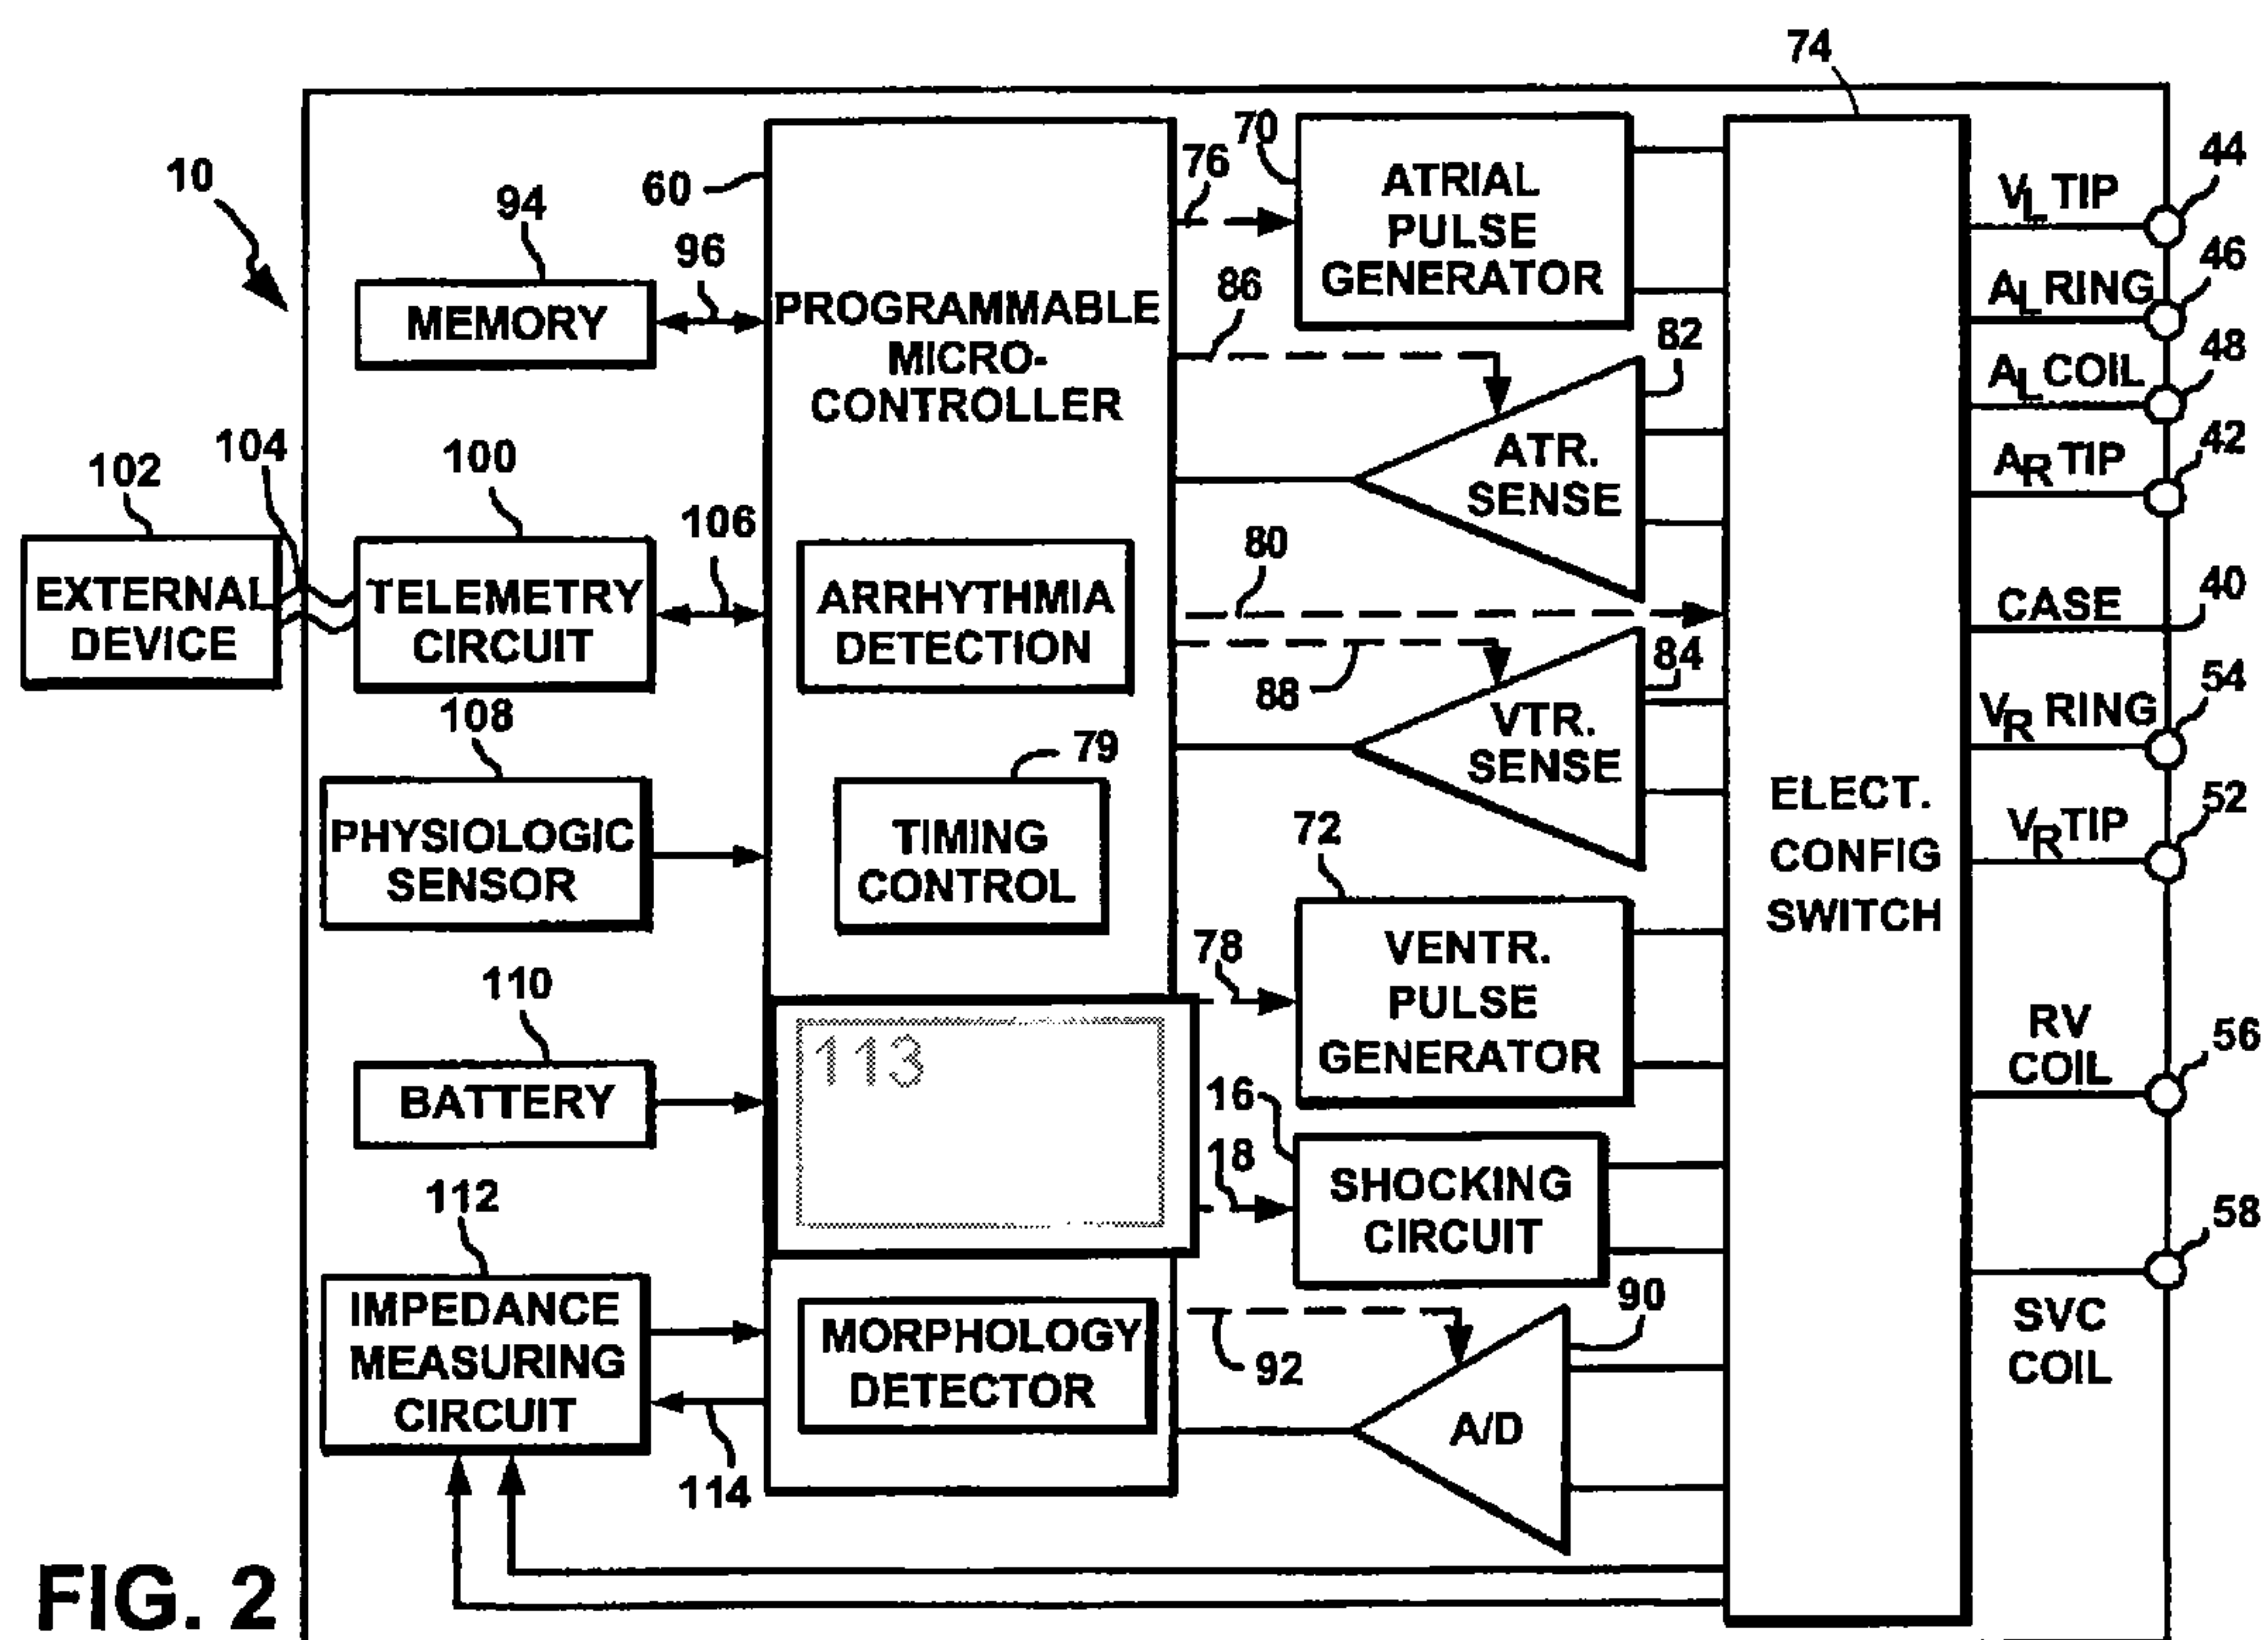 74
10
94
96
60
76
70
ATRIAL
PULSE
GENERATOR
86
82
MEMORY
PROGRAMMABLE
MICRO-
CONTROLLER
ATR.
SENSE
VL TIP
44
AL RING
46
AL COIL
48
AR TIP
42
102
104
100
106
EXTERNAL
DEVICE
TELEMETRY
CIRCUIT
ARRHYTHMIA
DETECTION
80
88
84
VTR.
SENSE
CASE
40
VR RING
54
VR TIP
52
108
PHYSIOLOGIC
SENSOR
79
TIMING
CONTROL
72
78
VENTR.
PULSE
GENERATOR
ELECT.
CONFIG
SWITCH
110
BATTERY
113
16
18
SHOCKING
CIRCUIT
RV
COIL
56
58
SVC
COIL
112
IMPEDANCE
MEASURING
CIRCUIT
114
MORPHOLOGY
DETECTOR
92
90
A/D
FIG. 2